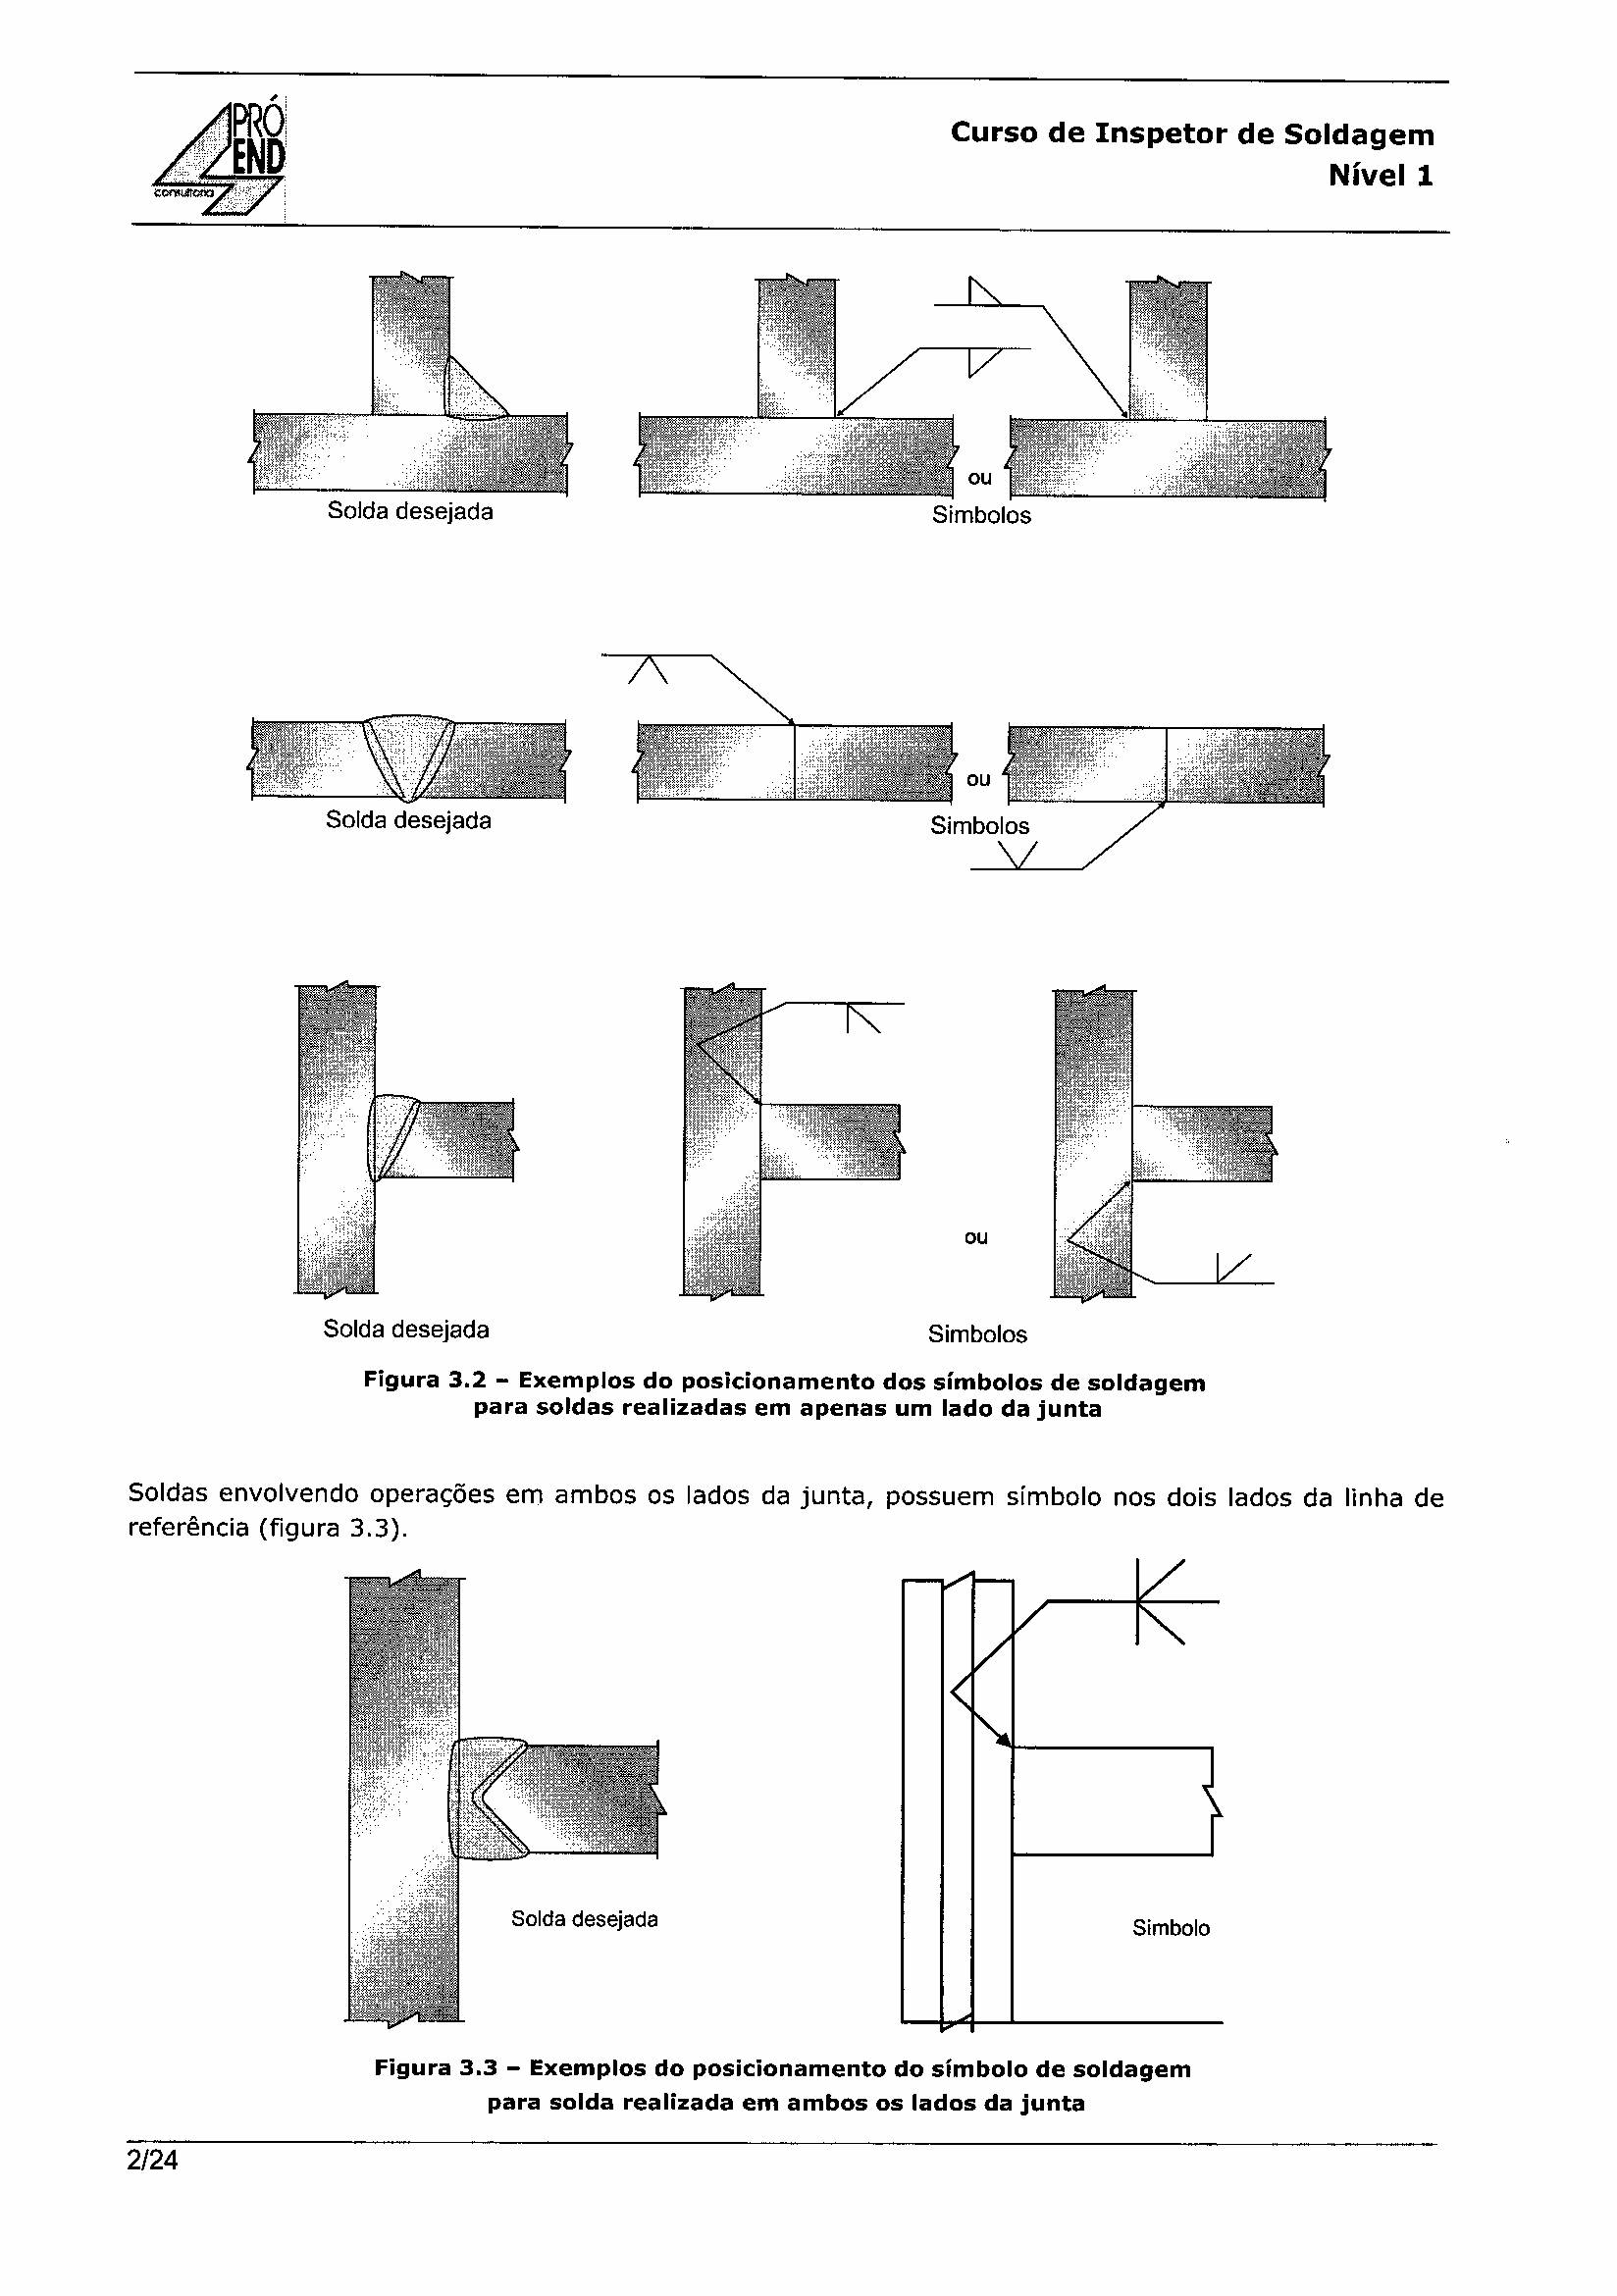 PRÓ
END
consultoria
Curso de Inspetor de Soldagem
Nível 1
ou
Solda desejada
Simbolos
ou
Solda desejada
Simbolos
ou
Solda desejada
Simbolos
Figura 3.2 – Exemplos do posicionamento dos símbolos de soldagem
para soldas realizadas em apenas um lado da junta
Soldas envolvendo operações em ambos os lados da junta, possuem símbolo nos dois lados da linha de
referência (figura 3.3).
Solda desejada
Simbolo
Figura 3.3 – Exemplos do posicionamento do símbolo de soldagem
para solda realizada em ambos os lados da junta
2/24